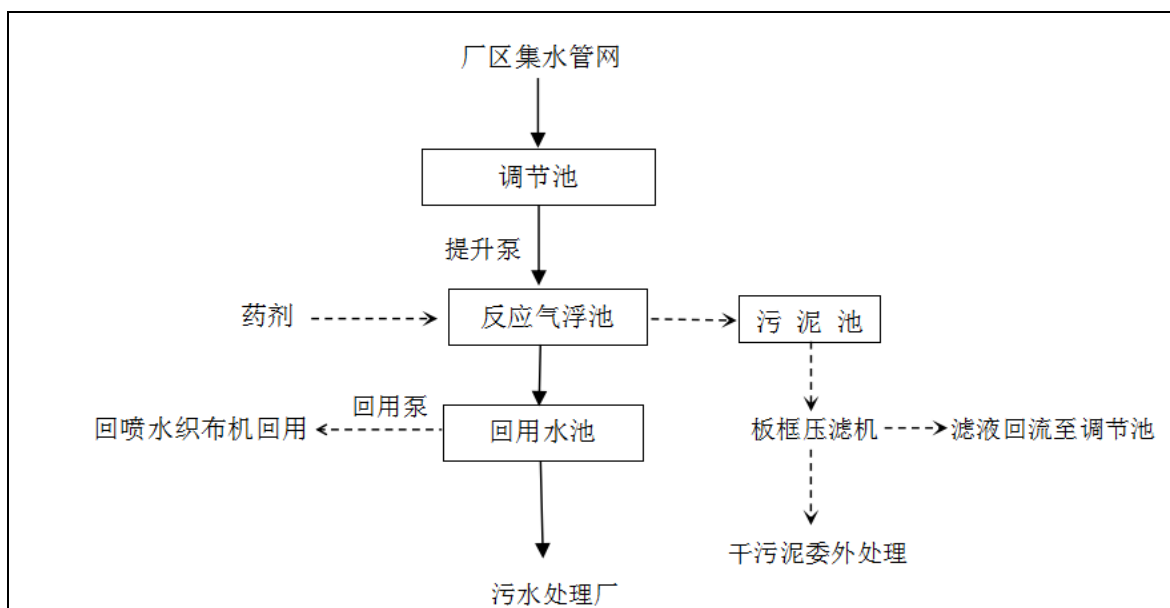 厂区集水管网
调节池
提升泵
药剂
反应气浮池
污 泥 池
回用泵
回喷水织布机回用
回用水池
板框压滤机
滤液回流至调节池
干污泥委外处理
污水处理厂